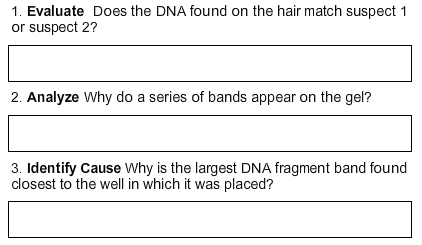 1. Evaluate Does the DNA found on the hair match suspect 1
or suspect 2?
2. Analyze Why do a series of bands appear on the gel?
3. Identify Cause Why is the largest DNA fragment band found
closest to the well in which it was placed?